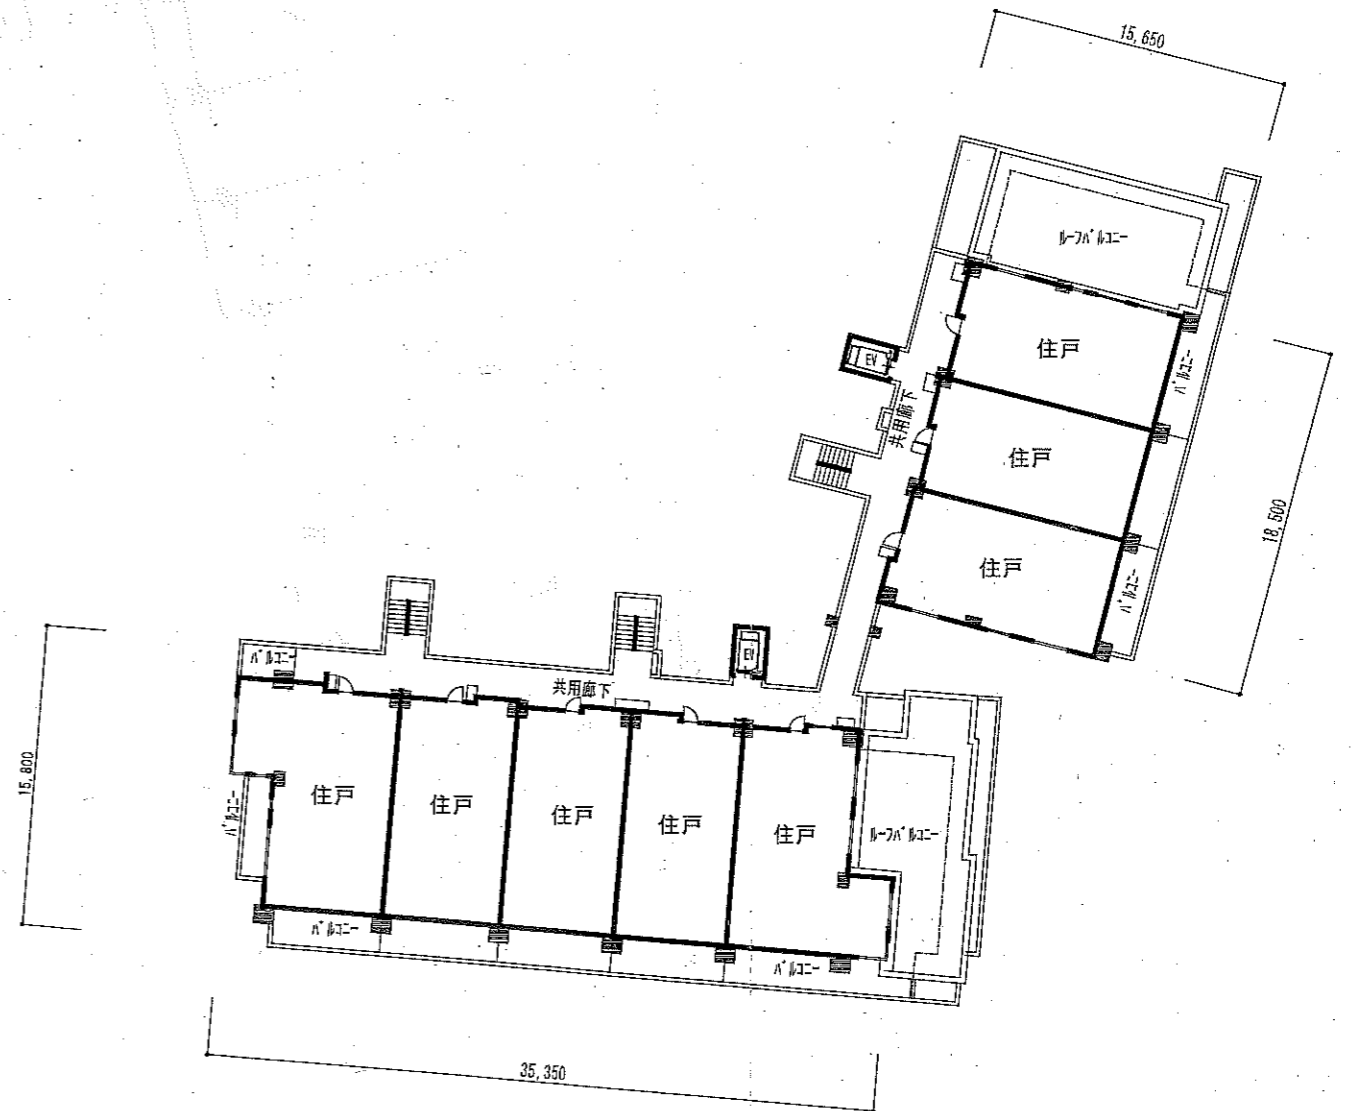 15,650
ルーフバルコニー
住戸
EV
バルコニー
共用廊下
住戸
18,500
住戸
バルコニー
EV
バルコニー
共用廊下
15,800
住戸
住戸
住戸
住戸
住戸
バルコニー
ルーフバルコニー
バルコニー
バルコニー
35,350